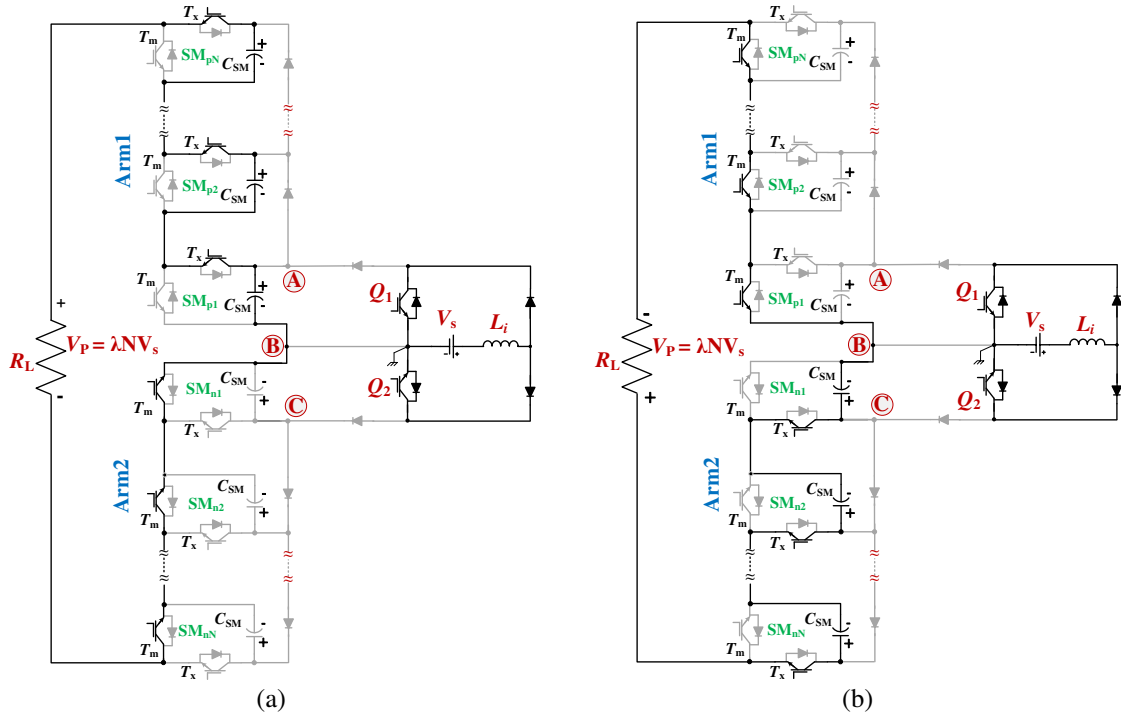 Tx
Tm
SMpN
CSM
+
-
Arm1
Tx
Tm
SMp2
CSM
+
-
Tx
Tm
SMp1
CSM
+
-
A
Q1
Vs
Li
- +
+
RL
VP = λNVs
-
B
Q2
C
SMn1
CSM
-
+
Tm
Tx
Arm2
SMn2
CSM
-
+
Tm
Tx
SMnN
CSM
-
+
Tm
Tx
(a)
Tx
Tm
SMpN
CSM
+
-
Arm1
Tx
Tm
SMp2
CSM
+
-
Tx
Tm
SMp1
CSM
+
-
A
Q1
Vs
Li
- +
-
RL
VP = λNVs
+
B
Q2
C
SMn1
CSM
-
+
Tm
Tx
Arm2
SMn2
CSM
-
+
Tm
Tx
SMnN
CSM
-
+
Tm
Tx
(b)